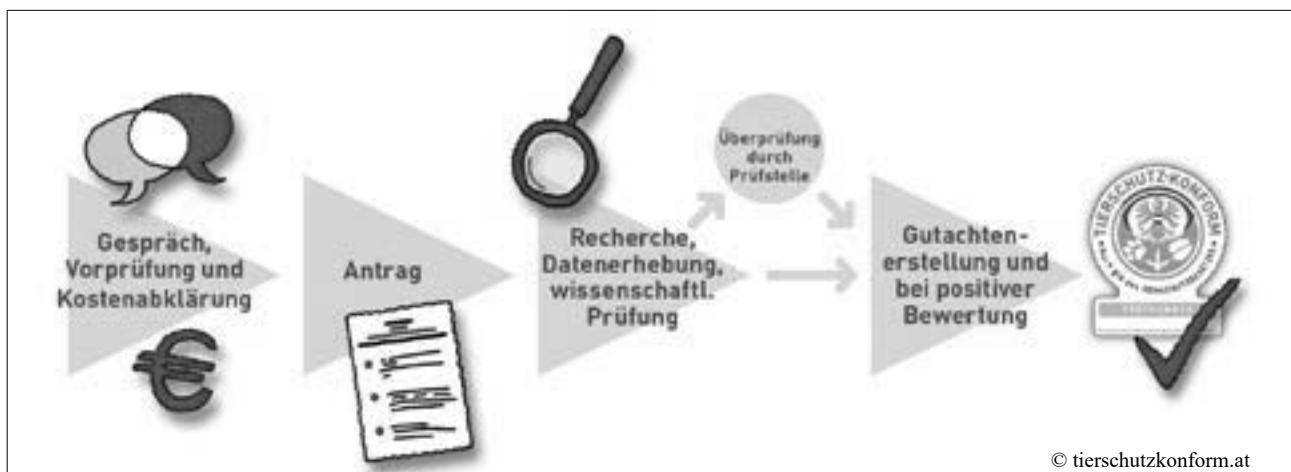 Gespräch,
Vorprüfung und
Kostenabklärung
Antrag
Recherche,
Datenerhebung,
wissenschaftl.
Prüfung
Überprüfung
durch
Prüfstelle
Gutachten-
erstellung und
bei positiver
Bewertung
TIERSCHUTZ-KONFORM
© tierschutzkonform.at